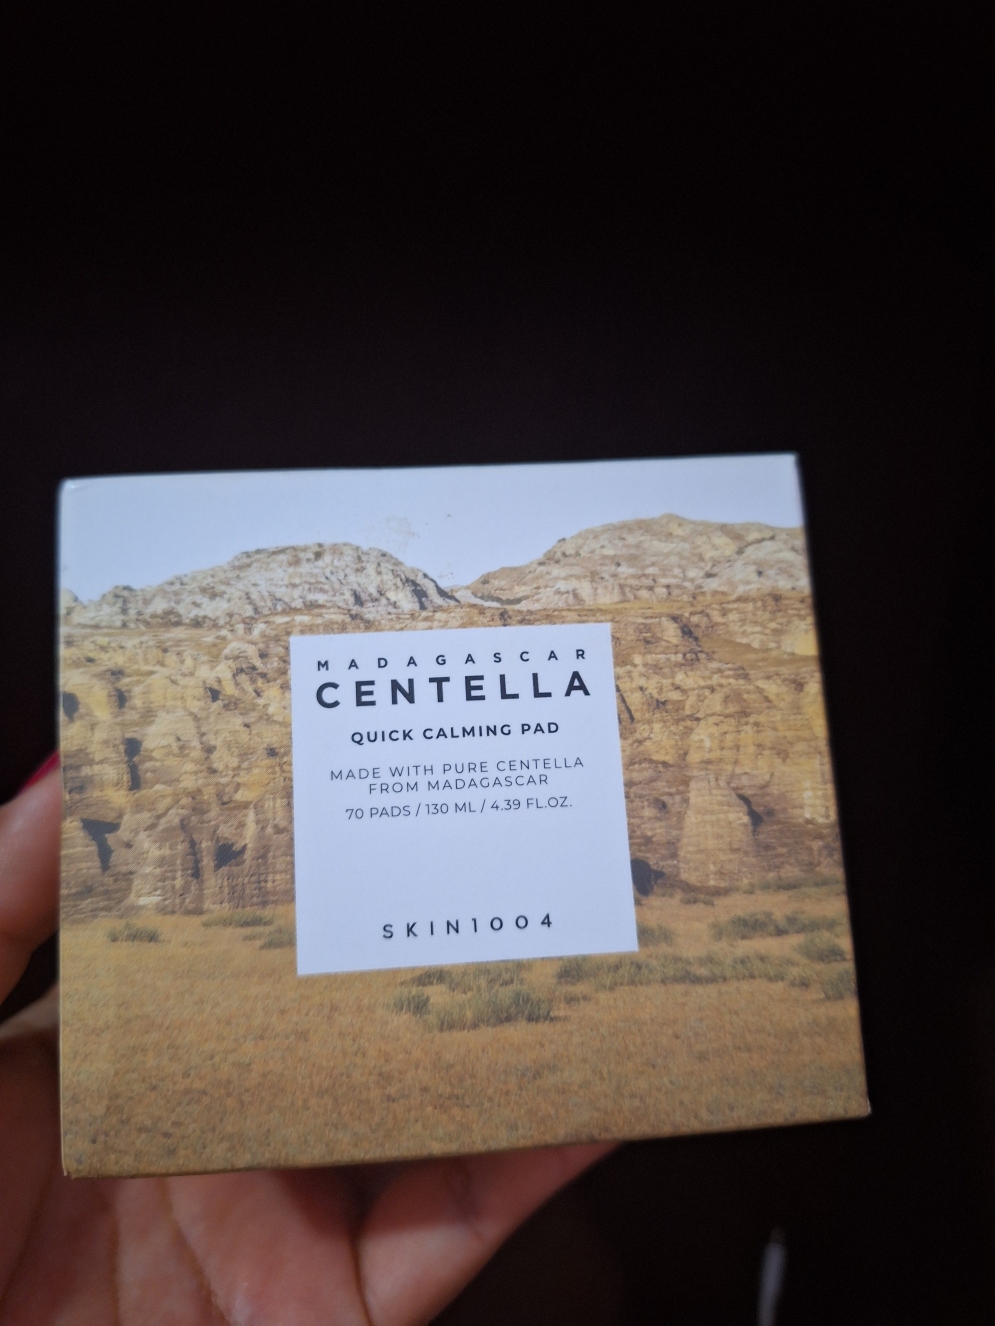 MADAGASCAR
CENTELLA
QUICK CALMING PAD
MADE WITH PURE CENTELLA
FROM MADAGASCAR
70 PADS / 130 ML / 4.39 FL.OZ.
SKIN1004